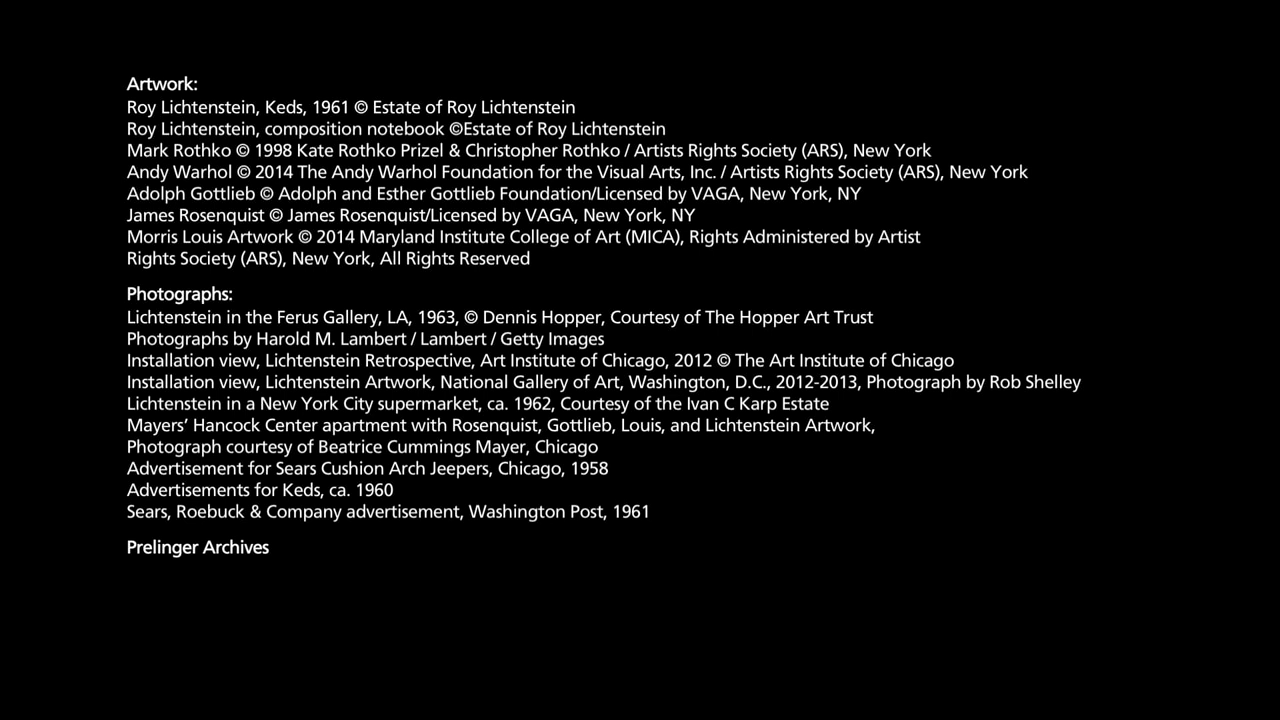 Artwork:
Roy Lichtenstein, Keds, 1961 © Estate of Roy Lichtenstein
Roy Lichtenstein, composition notebook ©Estate of Roy Lichtenstein
Mark Rothko © 1998 Kate Rothko Prizel & Christopher Rothko / Artists Rights Society (ARS), New York
Andy Warhol © 2014 The Andy Warhol Foundation for the Visual Arts, Inc. / Artists Rights Society (ARS), New York
Adolph Gottlieb © Adolph and Esther Gottlieb Foundation/Licensed by VAGA, New York, NY
James Rosenquist © James Rosenquist/Licensed by VAGA, New York, NY
Morris Louis Artwork © 2014 Maryland Institute College of Art (MICA), Rights Administered by Artist
Rights Society (ARS), New York, All Rights Reserved
Photographs:
Lichtenstein in the Ferus Gallery, LA, 1963, © Dennis Hopper, Courtesy of The Hopper Art Trust
Photographs by Harold M. Lambert / Lambert / Getty Images
Installation view, Lichtenstein Retrospective, Art Institute of Chicago, 2012 © The Art Institute of Chicago
Installation view, Lichtenstein Artwork, National Gallery of Art, Washington, D.C., 2012-2013, Photograph by Rob Shelley
Lichtenstein in a New York City supermarket, ca. 1962, Courtesy of the Ivan C Karp Estate
Mayers’ Hancock Center apartment with Rosenquist, Gottlieb, Louis, and Lichtenstein Artwork,
Photograph courtesy of Beatrice Cummings Mayer, Chicago
Advertisement for Sears Cushion Arch Jeepers, Chicago, 1958
Advertisements for Keds, ca. 1960
Sears, Roebuck & Company advertisement, Washington Post, 1961
Prelinger Archives